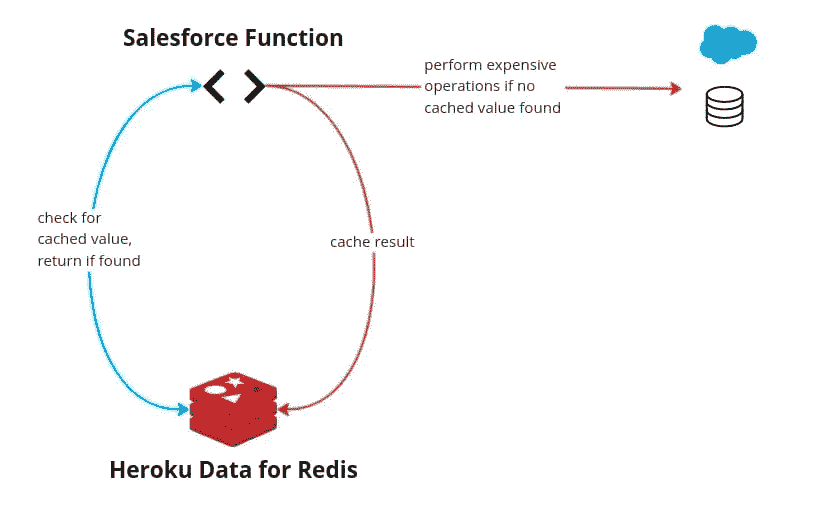 Salesforce Function
perform expensive
operations if no
cached value found
check for
cached value,
return if found
cache result
Heroku Data for Redis